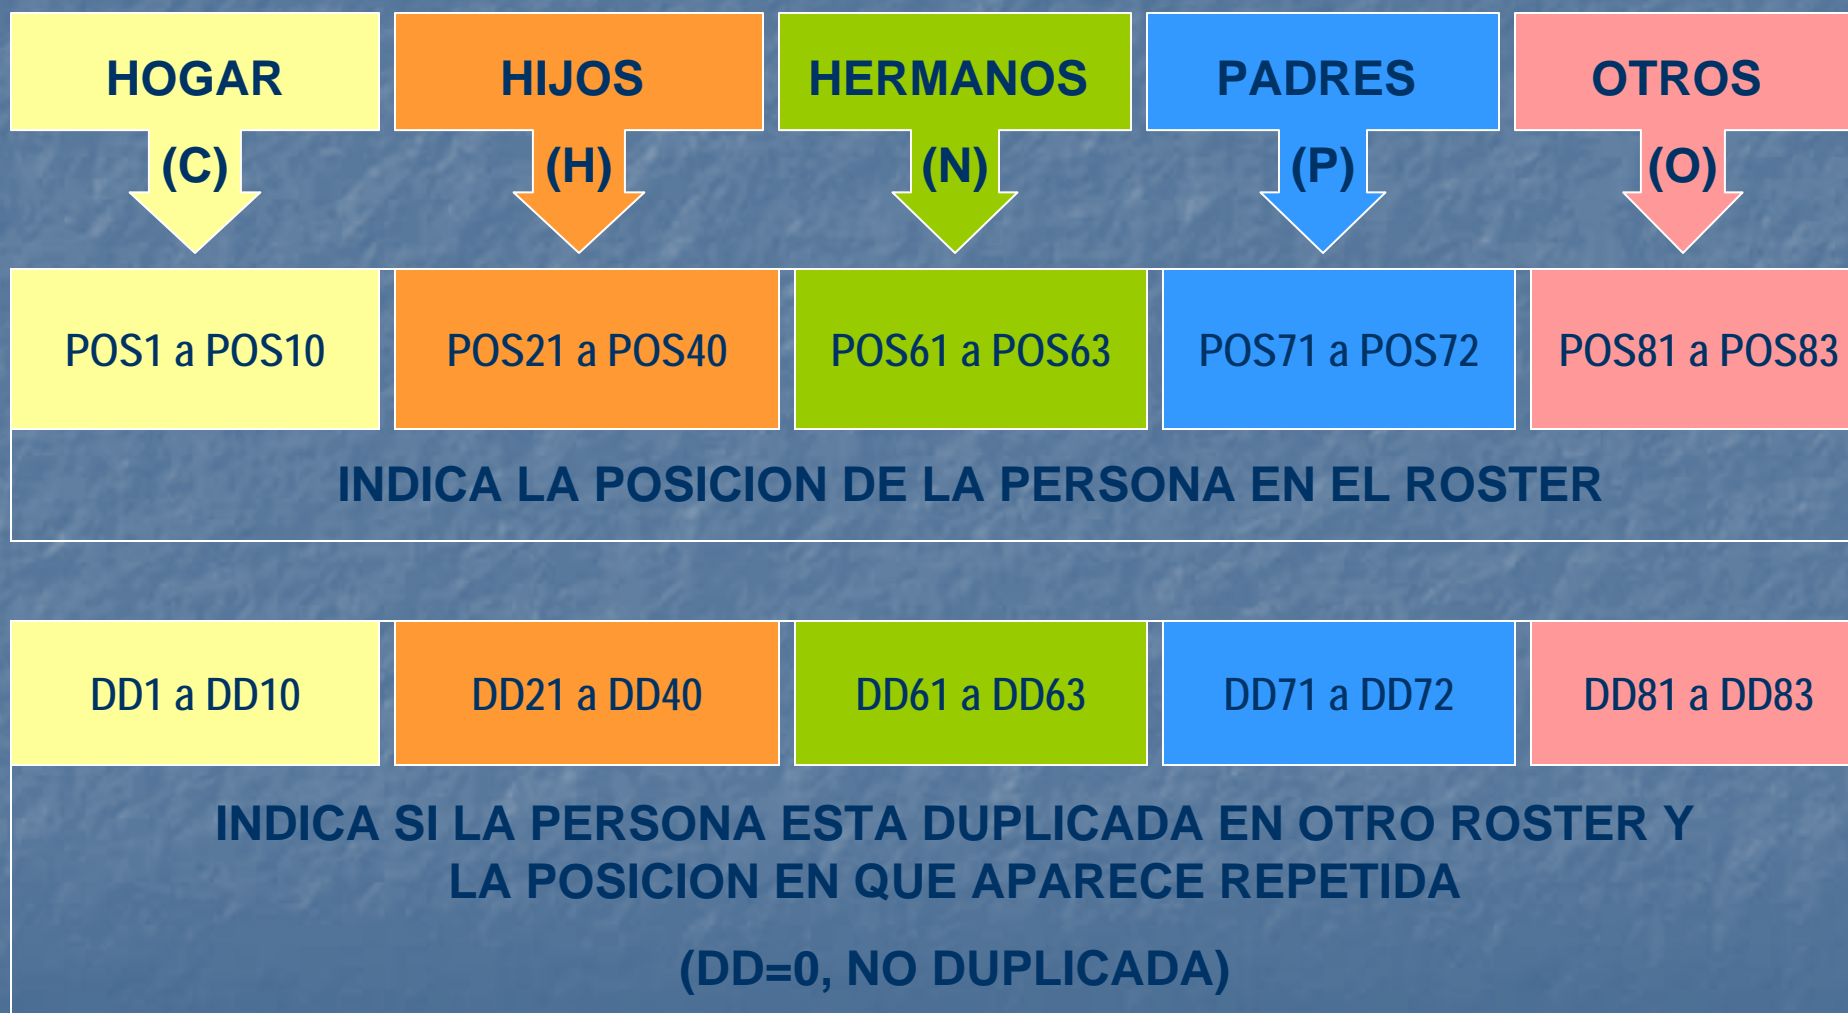 HOGAR
HIJOS
HERMANOS
PADRES
OTROS
(C)
(H)
(N)
(P)
(O)
POS1 a POS10
POS21 a POS40
POS61 a POS63
POS71 a POS72
POS81 a POS83
INDICA LA POSICION DE LA PERSONA EN EL ROSTER
DD1 a DD10
DD21 a DD40
DD61 a DD63
DD71 a DD72
DD81 a DD83
INDICA SI LA PERSONA ESTA DUPLICADA EN OTRO ROSTER Y
LA POSICION EN QUE APARECE REPETIDA
(DD=0, NO DUPLICADA)